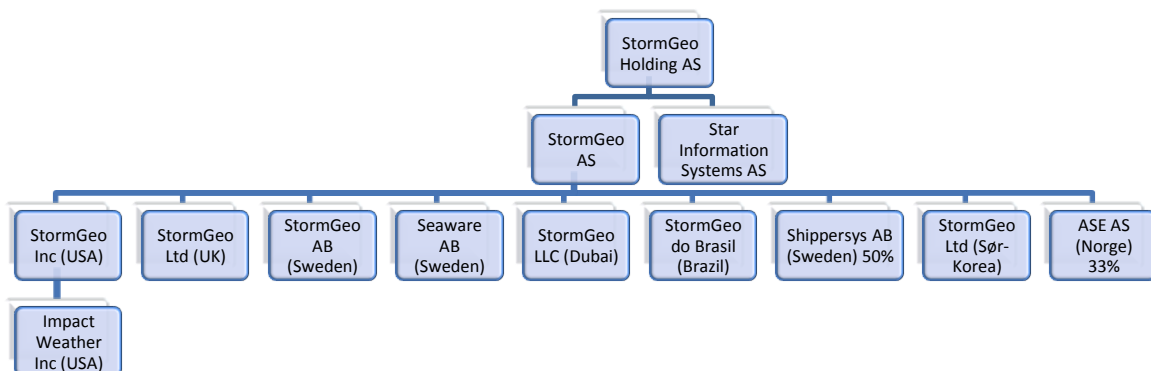 StormGeo
Holding AS
StormGeo
AS
Star
Information
Systems AS
StormGeo
Inc (USA)
StormGeo
Ltd (UK)
StormGeo
AB
(Sweden)
Seaware
AB
(Sweden)
StormGeo
LLC (Dubai)
StormGeo
do Brasil
(Brazil)
Shippersys AB
(Sweden) 50%
StormGeo
Ltd (Sør-
Korea)
ASE AS
(Norge)
33%
Impact
Weather
Inc (USA)